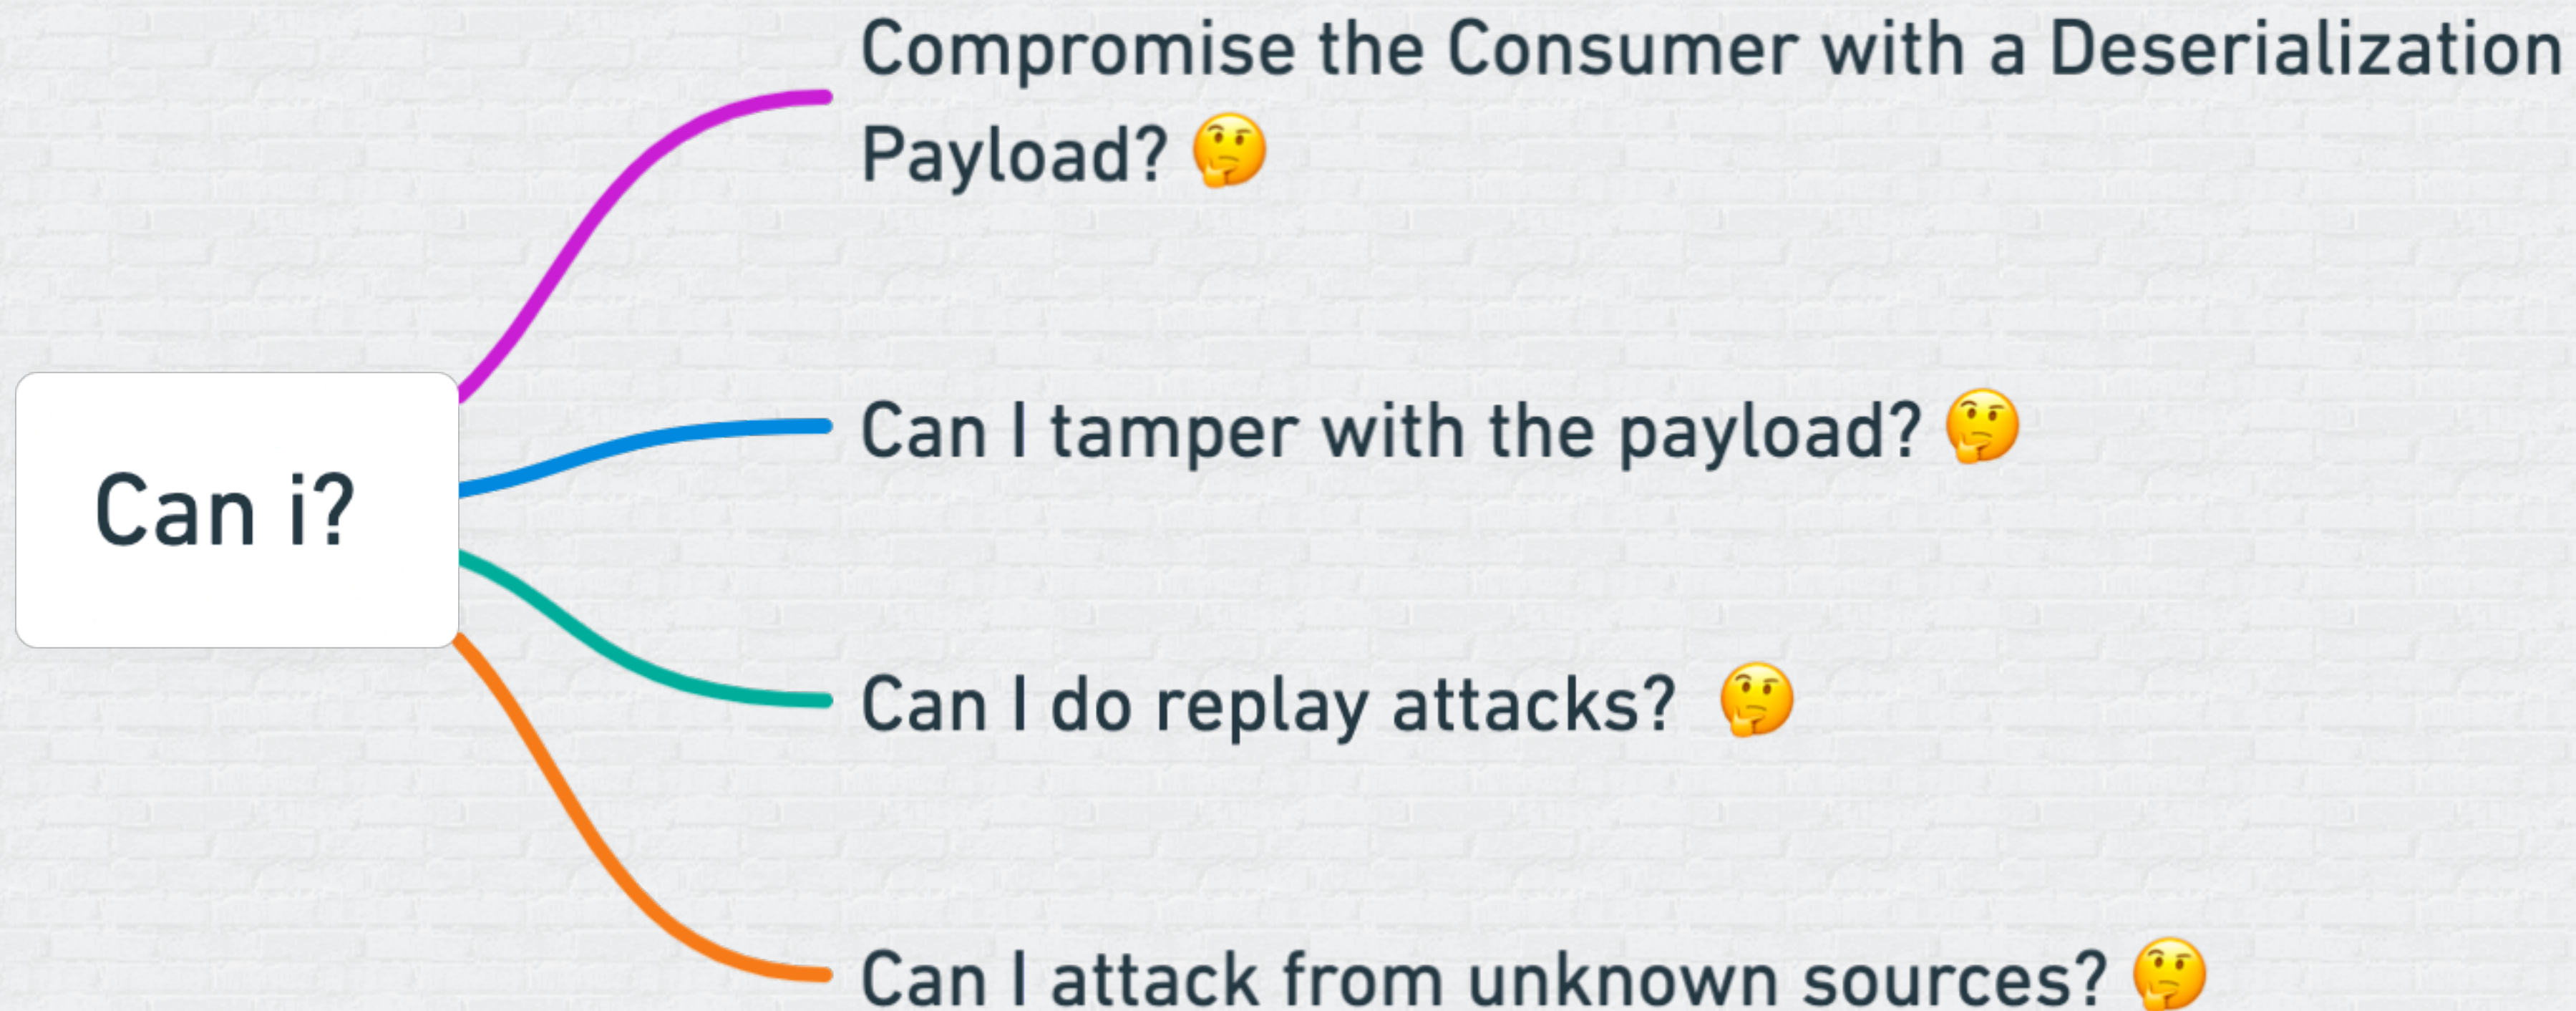 Compromise the Consumer with a Deserialization
Payload? 🤔
Can I tamper with the payload? 🤔
Can i?
Can I do replay attacks? 🤔
Can I attack from unknown sources? 🤔